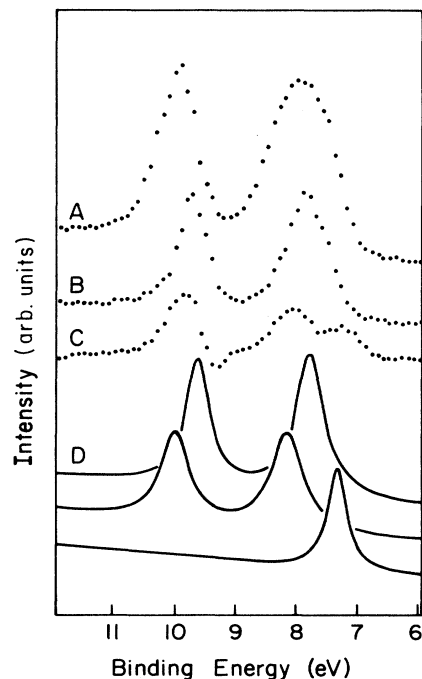 A
B
C
D
Intensity (arb. units)
11 10 9 8 7 6
Binding Energy (eV)